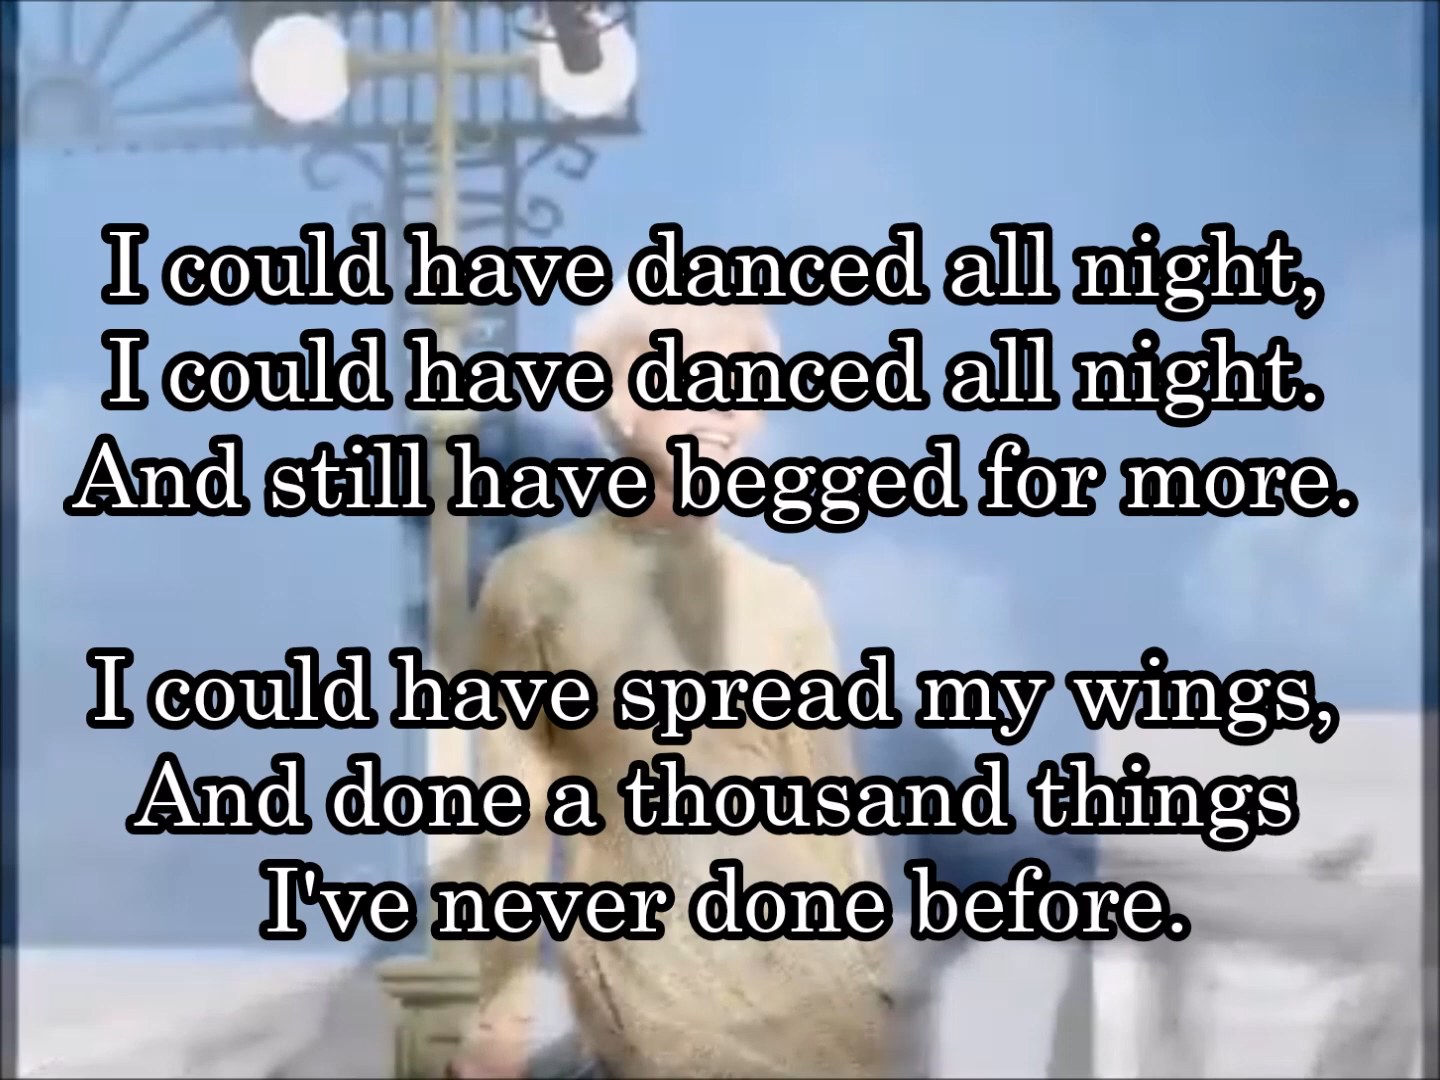 I could have danced all night,
I could have danced all night.
And still have begged for more.
I could have spread my wings,
And done a thousand things
I've never done before.